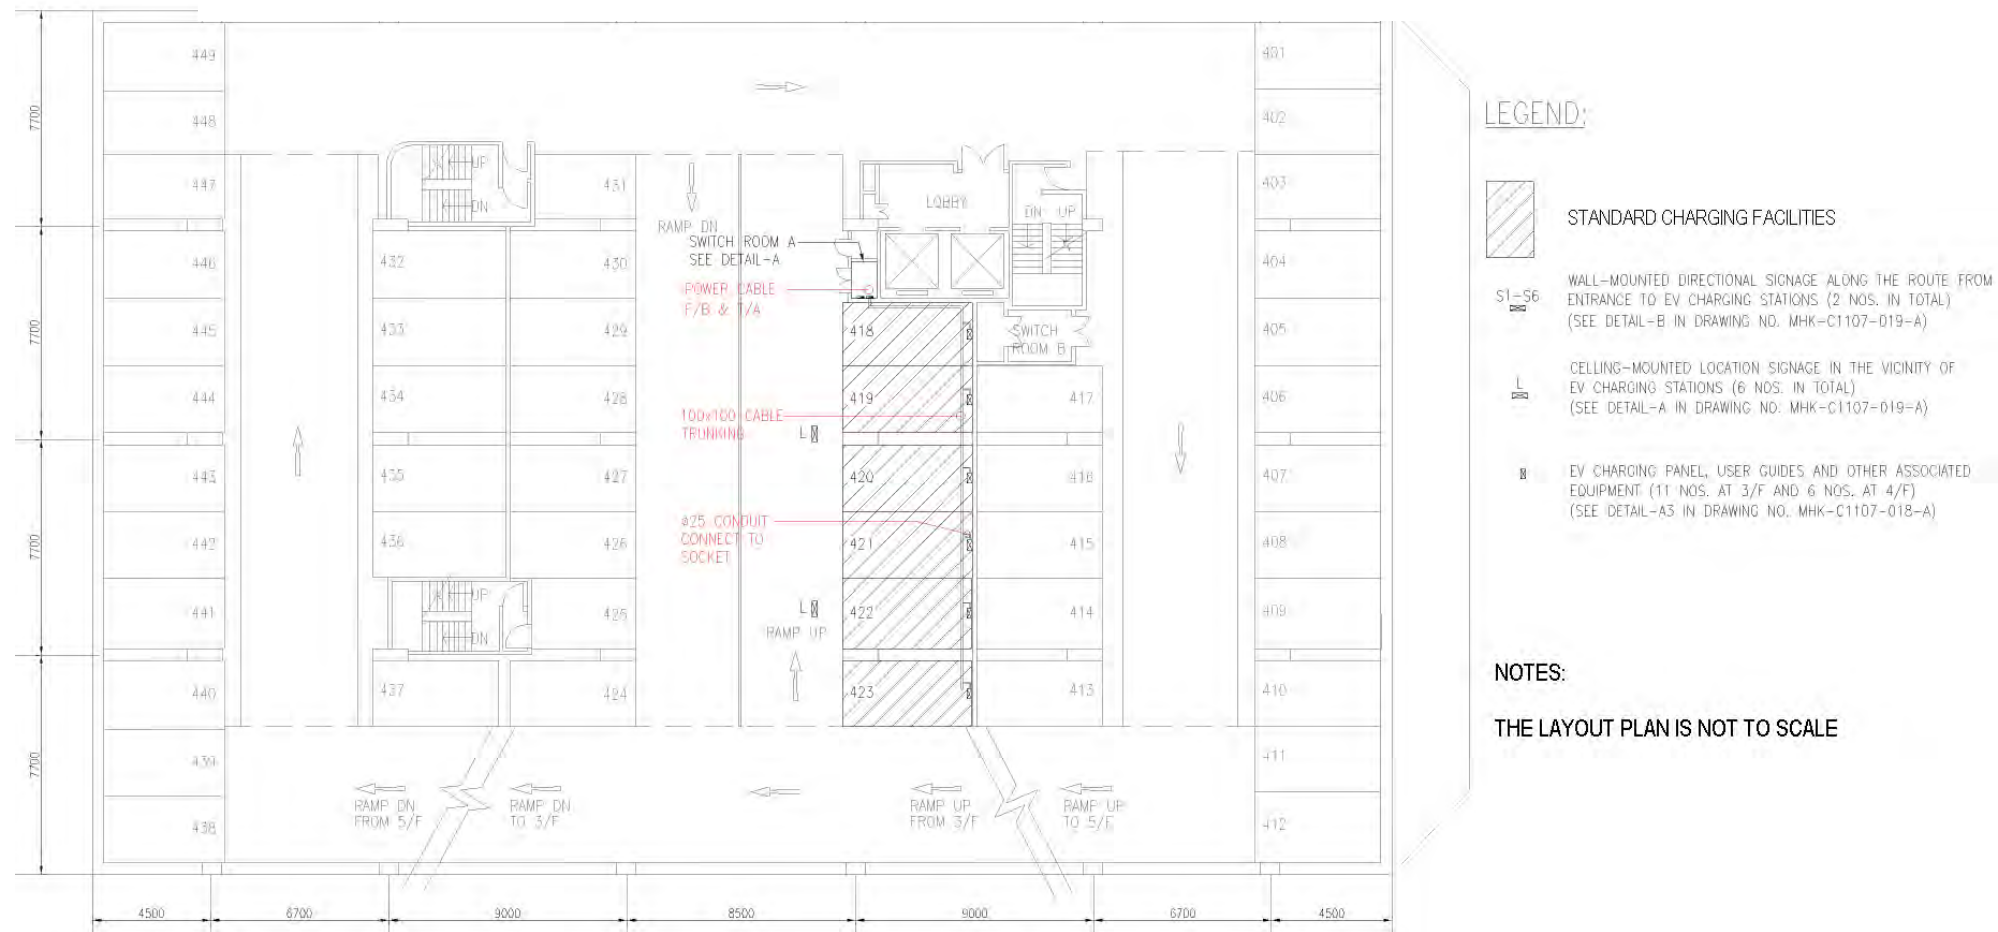 449
448
447
446
445
444
443
442
441
440
439
438
UP
DN
431
430
429
428
427
426
425
424
432
433
434
435
436
UP
DN
437
RAMP DN
SWITCH ROOM A
SEE DETAIL-A
POWER CABLE
F/B & T/A
100x100 CABLE
TRUNKING
L
ø25 CONDUIT
CONNECT TO
SOCKET
L
RAMP UP
LOBBY
DN UP
SWITCH
ROOM B
418
419
420
421
422
423
417
416
415
414
413
401
402
403
404
405
406
407
408
409
410
411
412
RAMP DN
FROM 5/F
RAMP DN
TO 3/F
RAMP UP
FROM 3/F
RAMP UP
TO 5/F
7700
7700
7700
7700
4500
6700
9000
8500
9000
6700
4500
LEGEND:
STANDARD CHARGING FACILITIES
S1-S6
WALL-MOUNTED DIRECTIONAL SIGNAGE ALONG THE ROUTE FROM
ENTRANCE TO EV CHARGING STATIONS (2 NOS. IN TOTAL)
(SEE DETAIL-B IN DRAWING NO. MHK-C1107-019-A)
L
CELLING-MOUNTED LOCATION SIGNAGE IN THE VICINITY OF
EV CHARGING STATIONS (6 NOS. IN TOTAL)
(SEE DETAIL-A IN DRAWING NO. MHK-C1107-019-A)
EV CHARGING PANEL, USER GUIDES AND OTHER ASSOCIATED
EQUIPMENT (11 NOS. AT 3/F AND 6 NOS. AT 4/F)
(SEE DETAIL-A3 IN DRAWING NO. MHK-C1107-018-A)
NOTES:
THE LAYOUT PLAN IS NOT TO SCALE